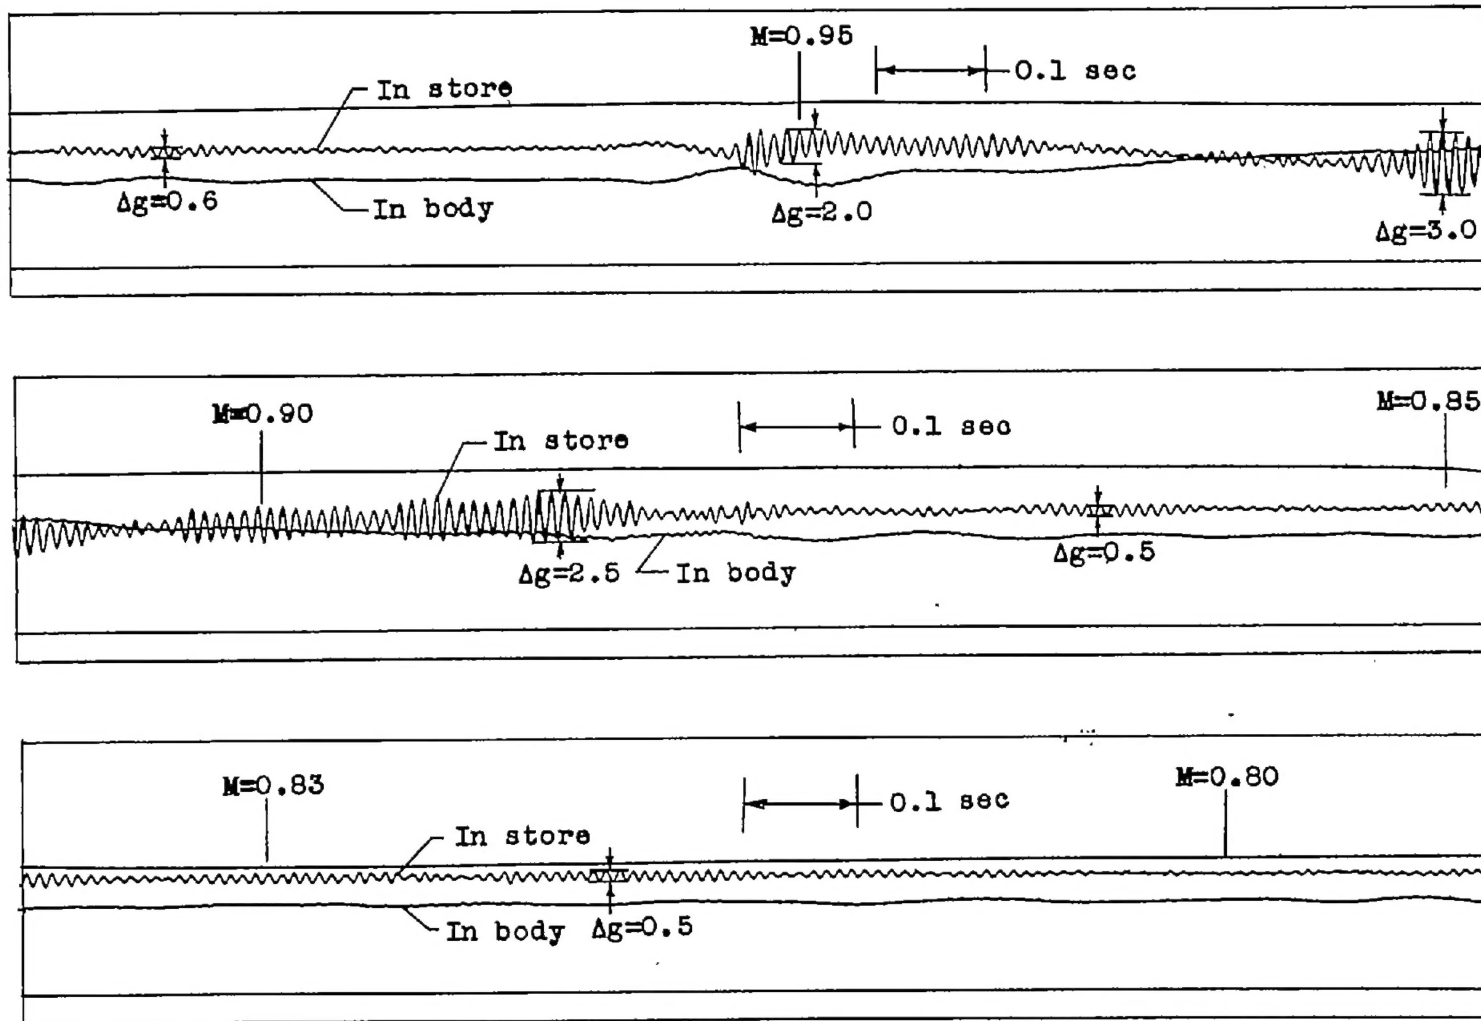 M=0.95
0.1 sec
In store
Δg=0.6
In body
Δg=2.0
Δg=3.0
M=0.90
In store
0.1 sec
M=0.85
Δg=2.5
In body
Δg=0.5
M=0.83
0.1 sec
M=0.80
In store
In body
Δg=0.5